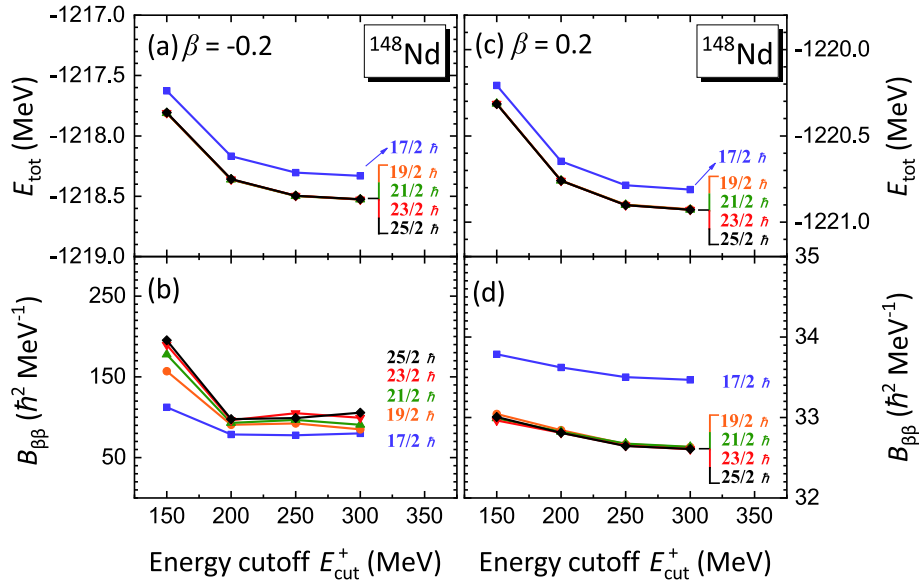 -1217.0
(a) β = -0.2
¹⁴⁸Nd
(c) β = 0.2
¹⁴⁸Nd
-1220.0
-1217.5
-1218.0
-1218.5
-1219.0
E_tot (MeV)
17/2 ħ
19/2 ħ
21/2 ħ
23/2 ħ
25/2 ħ
17/2 ħ
19/2 ħ
21/2 ħ
23/2 ħ
25/2 ħ
-1220.5
-1221.0
E_tot (MeV)
35
(b)
(d)
250
150
50
B_ββ (ħ² MeV⁻¹)
25/2 ħ
23/2 ħ
21/2 ħ
19/2 ħ
17/2 ħ
17/2 ħ
19/2 ħ
21/2 ħ
23/2 ħ
25/2 ħ
34
33
32
B_ββ (ħ² MeV⁻¹)
150 200 250 300 150 200 250 300
Energy cutoff E⁺_cut (MeV) Energy cutoff E⁺_cut (MeV)